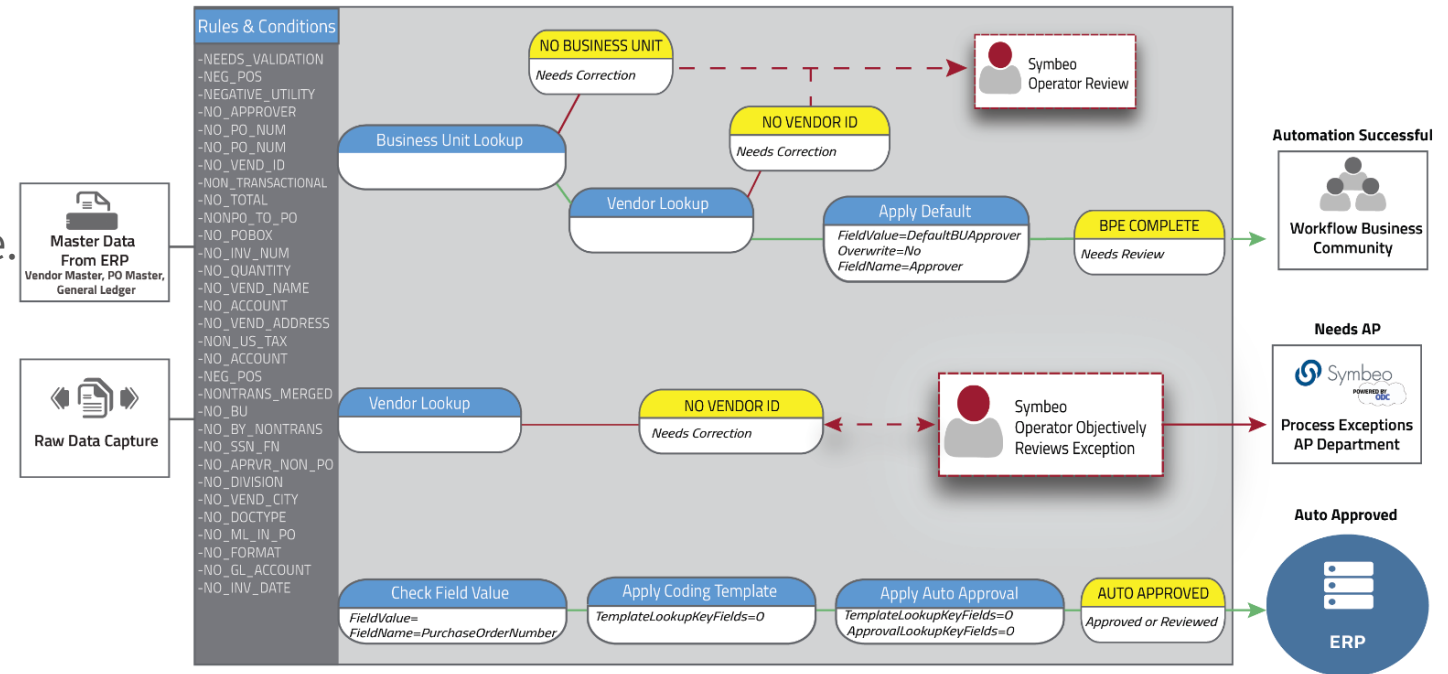 Rules & Conditions
-NEEDS_VALIDATION
-NEG_POS
-NEGATIVE_UTILITY
-NO_APPROVER
-NO_PO_NUM
-NO_PO_NUM
-NO_VEND_ID
-NON_TRANSACTIONAL
-NO_TOTAL
-NONPO_TO_PO
-NO_POBOX
-NO_INV_NUM
-NO_QUANTITY
-NO_VEND_NAME
-NO_ACCOUNT
-NO_VEND_ADDRESS
-NON_US_TAX
-NO_ACCOUNT
-NEG_POS
-NONTRANS_MERGED
-NO_BU
-NO_BY_NONTRANS
-NO_SSN_FN
-NO_APRVR_NON_PO
-NO_DIVISION
-NO_VEND_CITY
-NO_DOCTYPE
-NO_ML_IN_PO
-NO_FORMAT
-NO_GL_ACCOUNT
-NO_INV_DATE
e.
Master Data
From ERP
Vendor Master, PO Master,
General Ledger
Raw Data Capture
Business Unit Lookup
NO BUSINESS UNIT
Needs Correction
Symbeo
Operator Review
NO VENDOR ID
Needs Correction
Vendor Lookup
Apply Default
FieldValue=DefaultBUApprover
Overwrite=No
FieldName=Approver
BPE COMPLETE
Needs Review
Automation Successful
Workflow Business
Community
Vendor Lookup
NO VENDOR ID
Needs Correction
Symbeo
Operator Objectively
Reviews Exception
Needs AP
Symbeo
POWERED BY
ODC
Process Exceptions
AP Department
Check Field Value
FieldValue=
FieldName=PurchaseOrderNumber
Apply Coding Template
TemplateLookupKeyFields=0
Apply Auto Approval
TemplateLookupKeyFields=0
ApprovalLookupKeyFields=0
AUTO APPROVED
Approved or Reviewed
Auto Approved
ERP